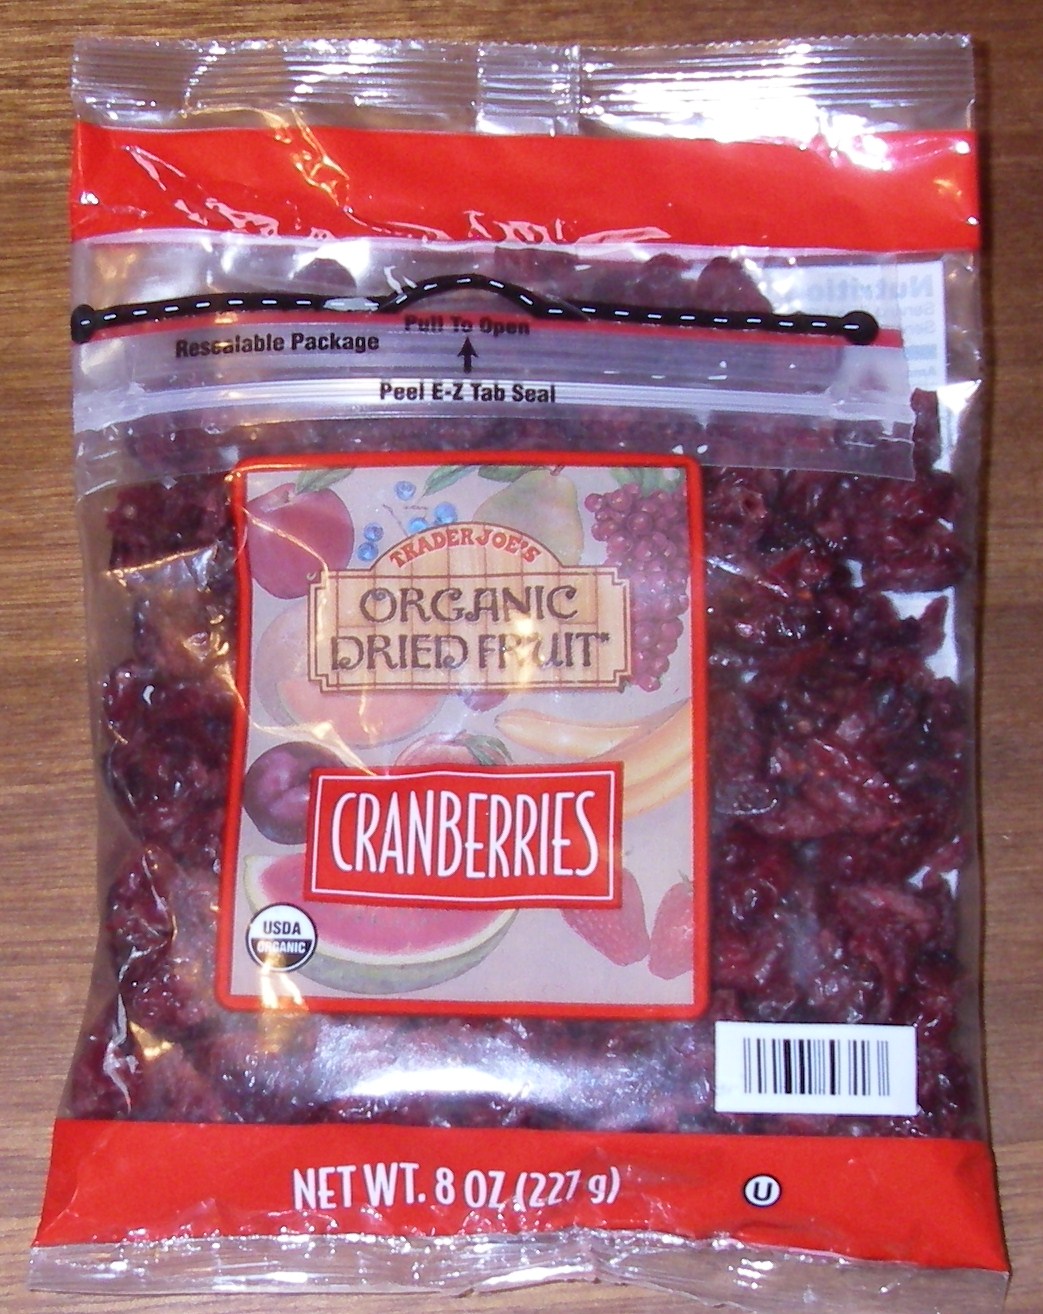 Pull To Open
Resealable Package
Peel E-Z Tab Seal
TRADER JOE'S
ORGANIC
DRIED FRUIT*
CRANBERRIES
USDA
ORGANIC
NET WT. 8 OZ (227 g)
U